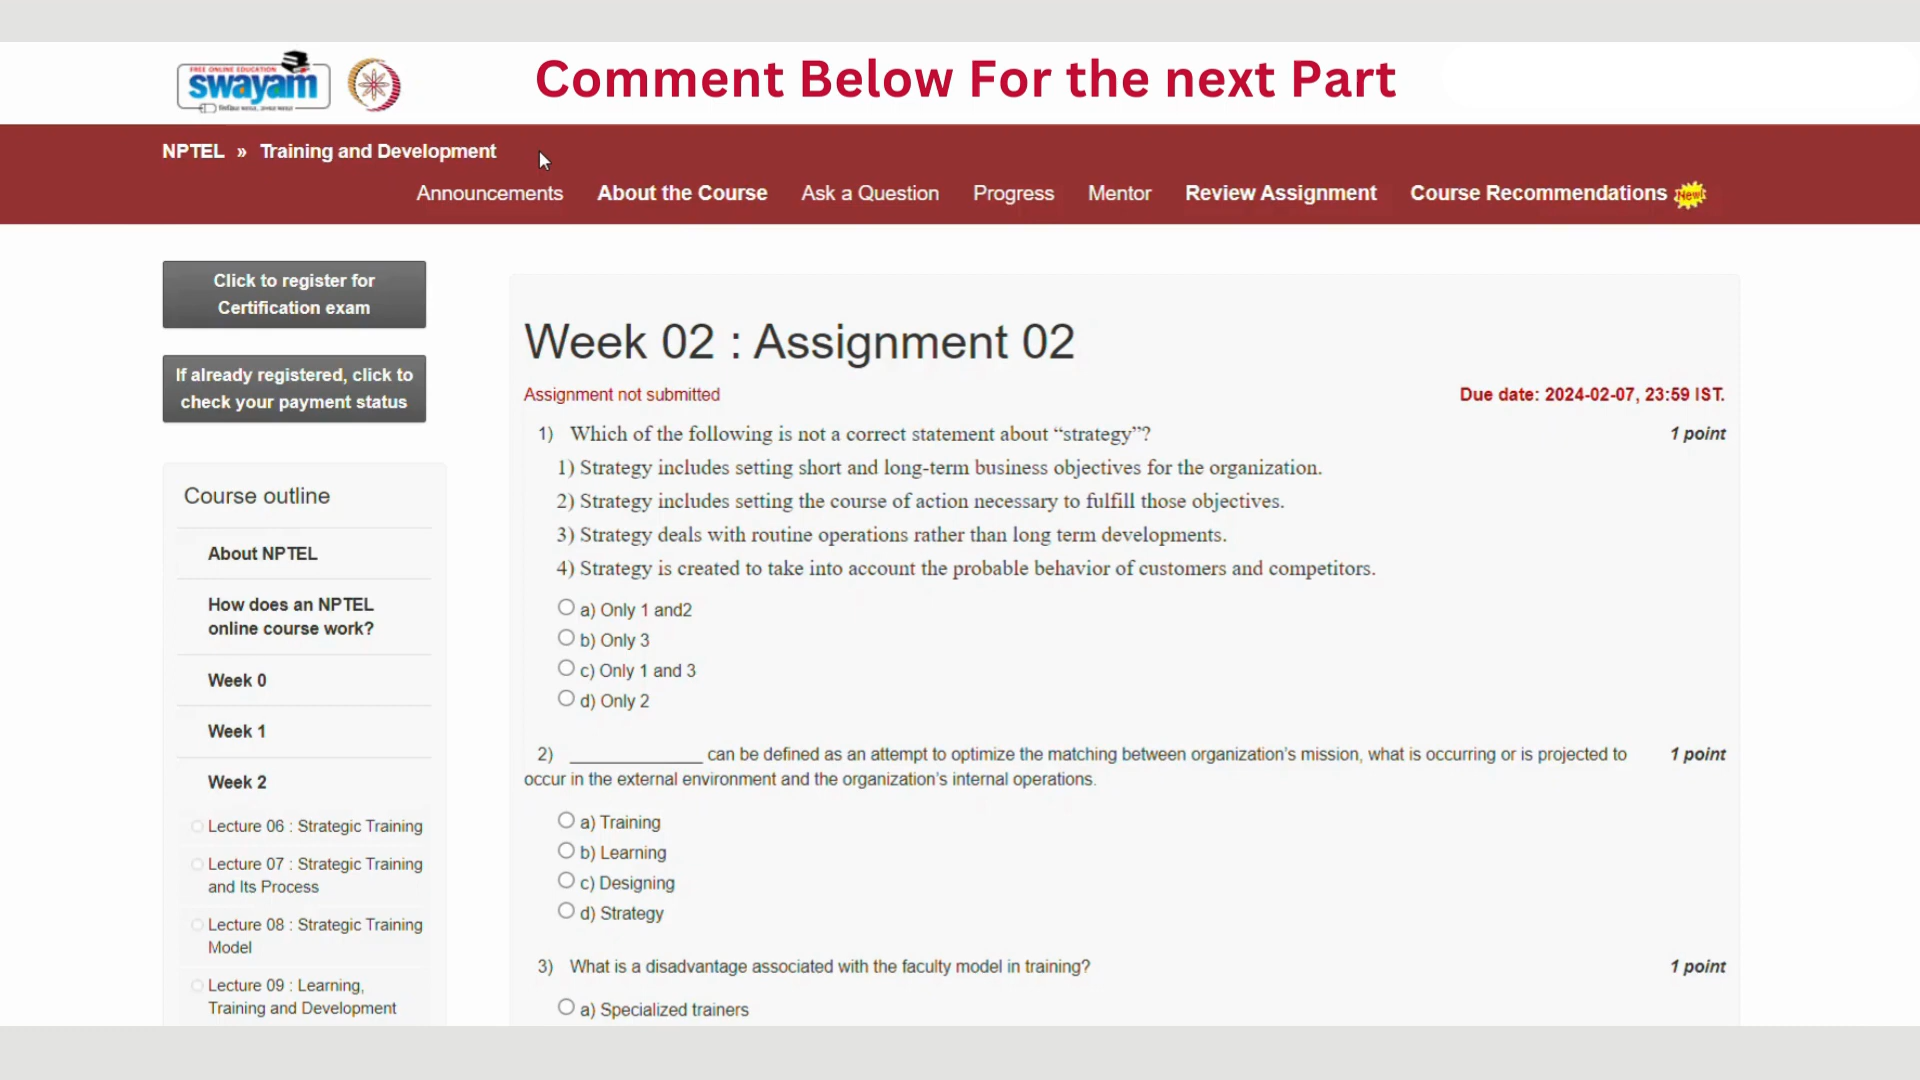 FREE ONLINE EDUCATION
swayam
Comment Below For the next Part
NPTEL » Training and Development
Announcements About the Course Ask a Question Progress Mentor Review Assignment Course Recommendations New!
Click to register for
Certification exam
If already registered, click to
check your payment status
Course outline
About NPTEL
How does an NPTEL
online course work?
Week 0
Week 1
Week 2
Lecture 06 : Strategic Training
Lecture 07 : Strategic Training
and Its Process
Lecture 08 : Strategic Training
Model
Lecture 09 : Learning,
Training and Development
Week 02 : Assignment 02
Assignment not submitted Due date: 2024-02-07, 23:59 IST.
1) Which of the following is not a correct statement about “strategy”? 1 point
1) Strategy includes setting short and long-term business objectives for the organization.
2) Strategy includes setting the course of action necessary to fulfill those objectives.
3) Strategy deals with routine operations rather than long term developments.
4) Strategy is created to take into account the probable behavior of customers and competitors.
a) Only 1 and2
b) Only 3
c) Only 1 and 3
d) Only 2
2) ______________ can be defined as an attempt to optimize the matching between organization’s mission, what is occurring or is projected to 1 point
occur in the external environment and the organization’s internal operations.
a) Training
b) Learning
c) Designing
d) Strategy
3) What is a disadvantage associated with the faculty model in training? 1 point
a) Specialized trainers